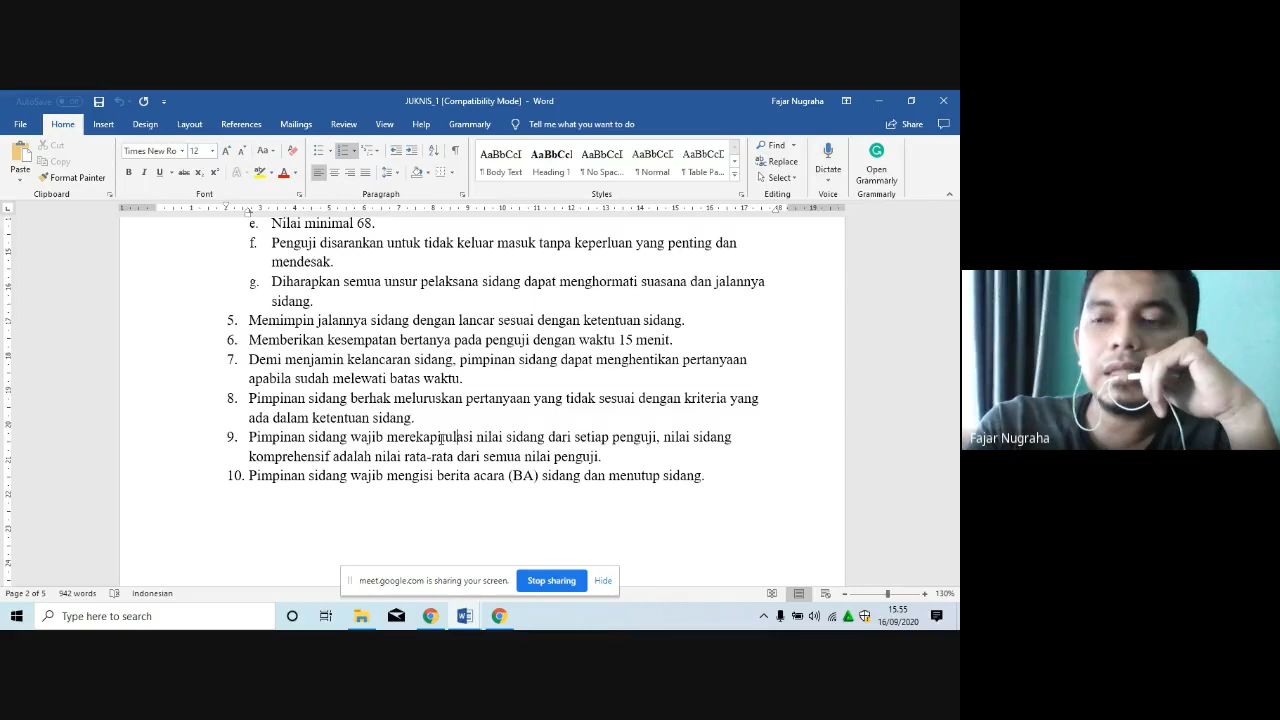 AutoSave Off
JUKNIS_1 [Compatibility Mode] - Word
Fajar Nugraha
File Home Insert Design Layout References Mailings Review View Help Grammarly Tell me what you want to do Share
Paste
Cut
Copy
Format Painter
Clipboard
Times New Ro 12
Font
Paragraph
AaBbCcI AaBbCcI AaBbCcDc AaBbCcDc AaBbCcDc
¶ Body Text Heading 1 ¶ No Spac... ¶ Normal ¶ Table Pa...
Styles
Find
Replace
Select
Editing
Dictate
Voice
Open Grammarly
Grammarly
e. Nilai minimal 68.
f. Penguji disarankan untuk tidak keluar masuk tanpa keperluan yang penting dan
mendesak.
g. Diharapkan semua unsur pelaksana sidang dapat menghormati suasana dan jalannya
sidang.
5. Memimpin jalannya sidang dengan lancar sesuai dengan ketentuan sidang.
6. Memberikan kesempatan bertanya pada penguji dengan waktu 15 menit.
7. Demi menjamin kelancaran sidang, pimpinan sidang dapat menghentikan pertanyaan
apabila sudah melewati batas waktu.
8. Pimpinan sidang berhak meluruskan pertanyaan yang tidak sesuai dengan kriteria yang
ada dalam ketentuan sidang.
9. Pimpinan sidang wajib merekapitulasi nilai sidang dari setiap penguji, nilai sidang
komprehensif adalah nilai rata-rata dari semua nilai penguji.
10. Pimpinan sidang wajib mengisi berita acara (BA) sidang dan menutup sidang.
meet.google.com is sharing your screen. Stop sharing Hide
Page 2 of 5 942 words Indonesian 130%
Type here to search
15.55
16/09/2020
Fajar Nugraha